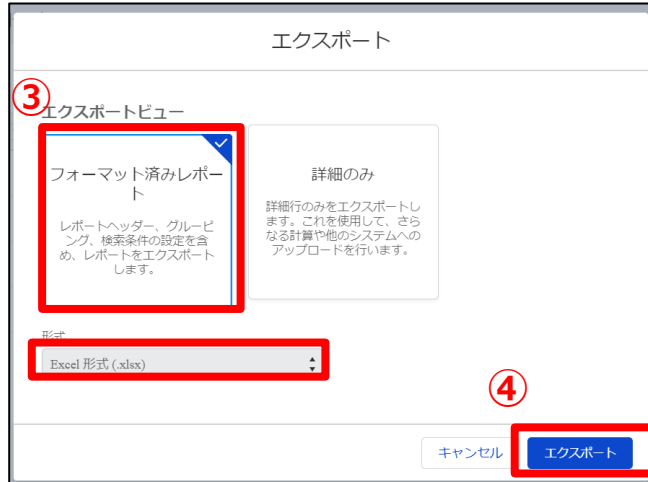 エクスポート
③
エクスポートビュー
フォーマット済みレポー
ト
レポートヘッダー、グルーピ
ング、検索条件の設定を含
め、レポートをエクスポート
します。
詳細のみ
詳細行のみをエクスポートし
ます。これを使用して、さら
なる計算や他のシステムへの
アップロードを行います。
形式
Excel 形式 (.xlsx)
④
キャンセル
エクスポート